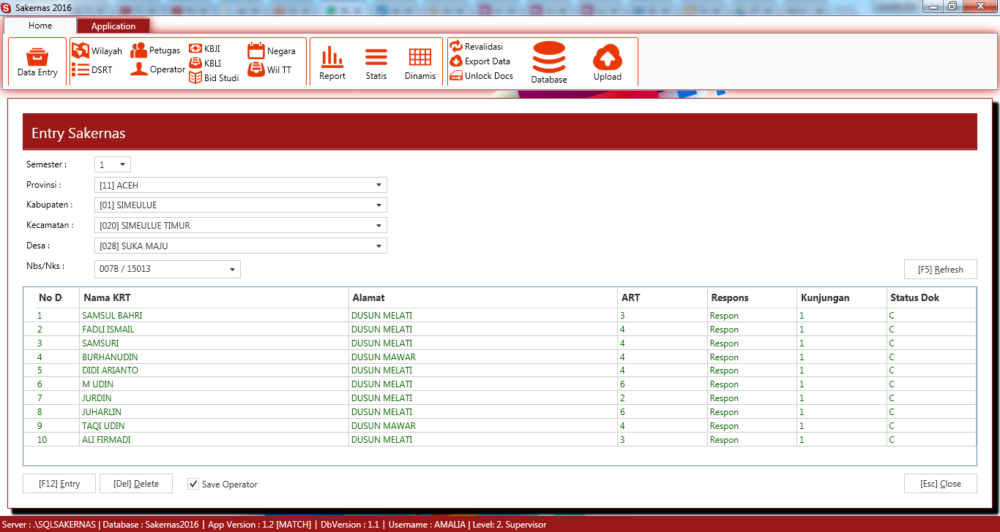 Sakernas 2016
Home Application
Data Entry
Wilayah Petugas KBJI Negara
DSRT Operator KBLI Wil TT
Bid Studi
Report Statis Dinamis
Revalidasi
Export Data
Unlock Docs
Database Upload
Entry Sakernas
Semester : 1
Provinsi : [11] ACEH
Kabupaten : [01] SIMEULUE
Kecamatan : [020] SIMEULUE TIMUR
Desa : [028] SUKA MAJU
Nbs/Nks : 007B / 15013
[F5] Refresh
No D Nama KRT Alamat ART Respons Kunjungan Status Dok
1 SAMSUL BAHRI DUSUN MELATI 3 Respon 1 C
2 FADLI ISMAIL DUSUN MELATI 4 Respon 1 C
3 SAMSURI DUSUN MELATI 4 Respon 1 C
4 BURHANUDIN DUSUN MAWAR 4 Respon 1 C
5 DIDI ARIANTO DUSUN MELATI 4 Respon 1 C
6 M UDIN DUSUN MELATI 6 Respon 1 C
7 JURDIN DUSUN MELATI 2 Respon 1 C
8 JUHARLIN DUSUN MELATI 6 Respon 1 C
9 TAQI UDIN DUSUN MAWAR 4 Respon 1 C
10 ALI FIRMADI DUSUN MELATI 3 Respon 1 C
[F12] Entry [Del] Delete Save Operator [Esc] Close
Server : .\SQLSAKERNAS | Database : Sakernas2016 | App Version : 1.2 [MATCH] | DbVersion : 1.1 | Username : AMALIA | Level: 2. Supervisor